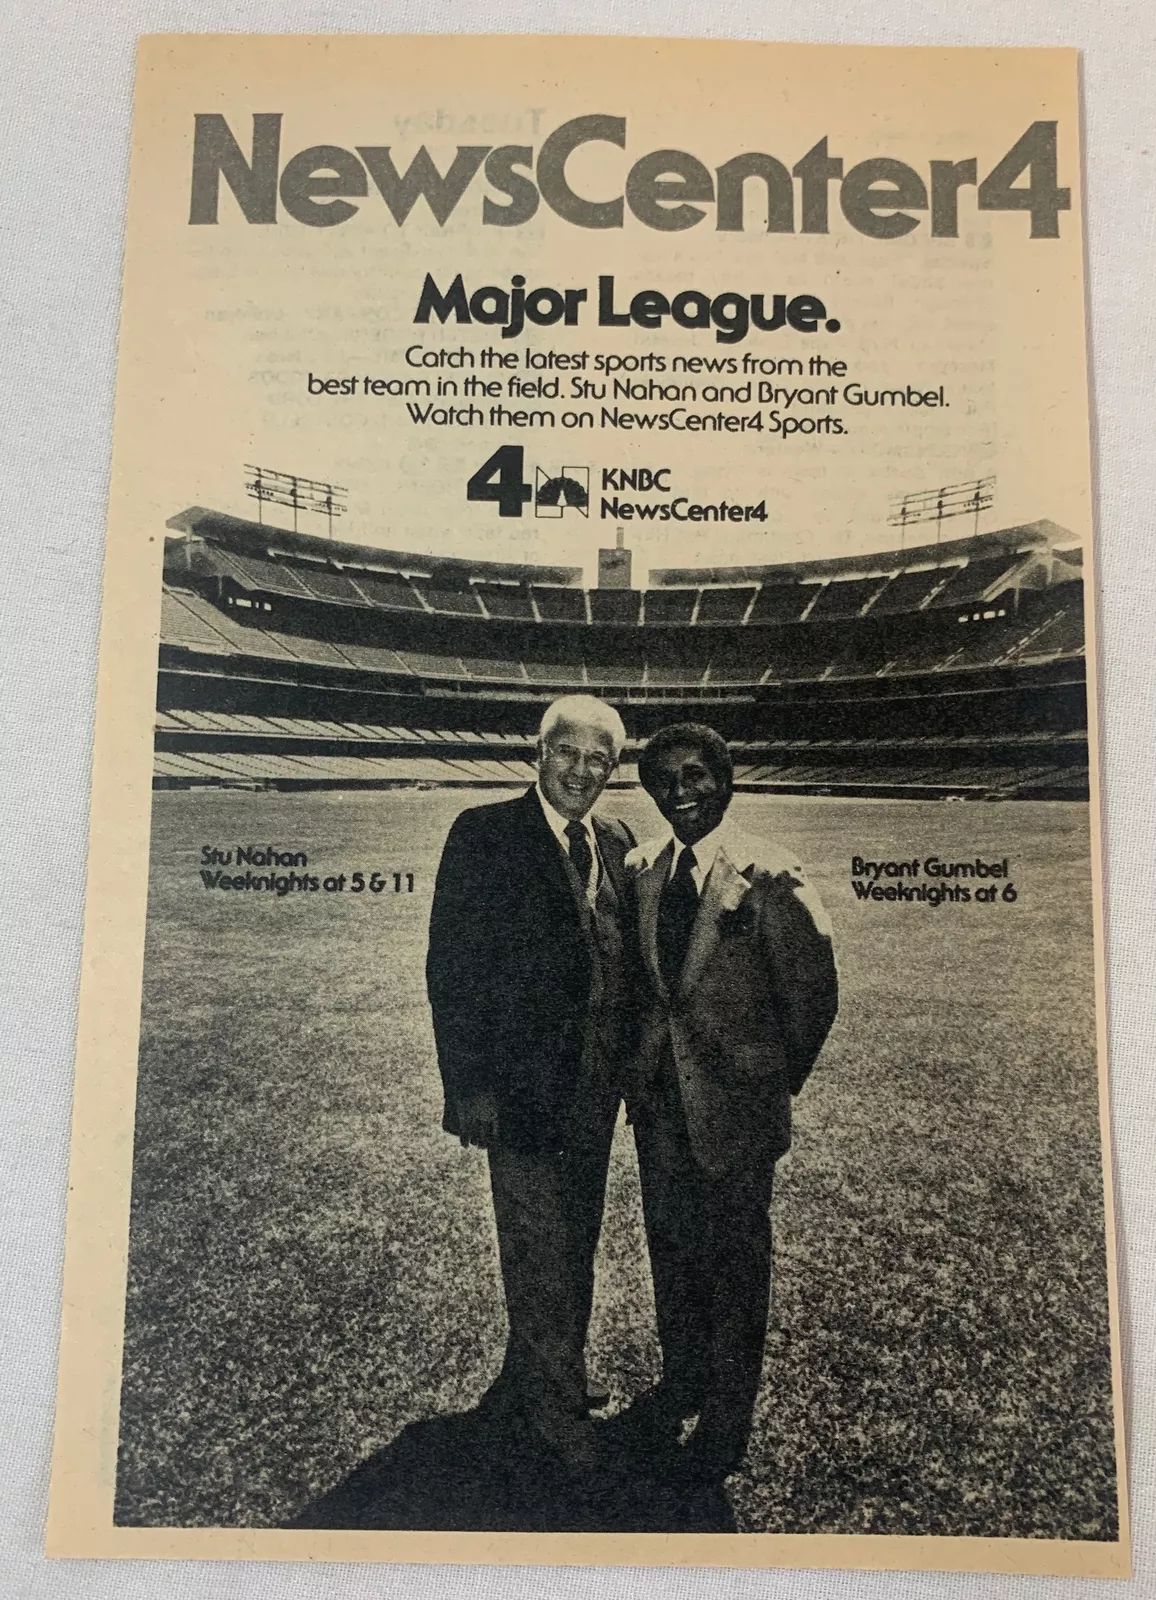 NewsCenter4
Major League.
Catch the latest sports news from the
best team in the field. Stu Nahan and Bryant Gumbel.
Watch them on NewsCenter4 Sports.
4 KNBC
NewsCenter4
Stu Nahan
Weeknights at 5 & 11
Bryant Gumbel
Weeknights at 6